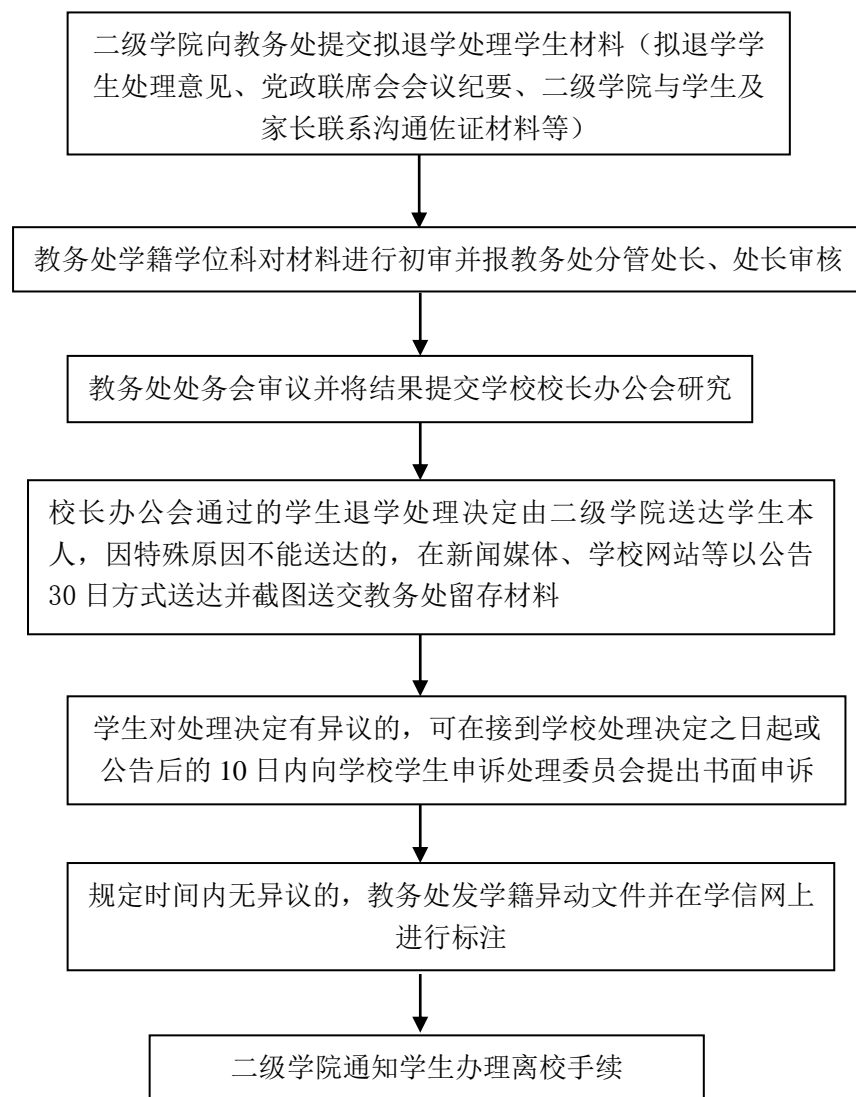 二级学院向教务处提交拟退学处理学生材料（拟退学学
生处理意见、党政联席会会议纪要、二级学院与学生及
家长联系沟通佐证材料等）
教务处学籍学位科对材料进行初审并报教务处分管处长、处长审核
教务处处务会审议并将结果提交学校校长办公会研究
校长办公会通过的学生退学处理决定由二级学院送达学生本
人，因特殊原因不能送达的，在新闻媒体、学校网站等以公告
30 日方式送达并截图送交教务处留存材料
学生对处理决定有异议的，可在接到学校处理决定之日起或
公告后的 10 日内向学校学生申诉处理委员会提出书面申诉
规定时间内无异议的，教务处发学籍异动文件并在学信网上
进行标注
二级学院通知学生办理离校手续